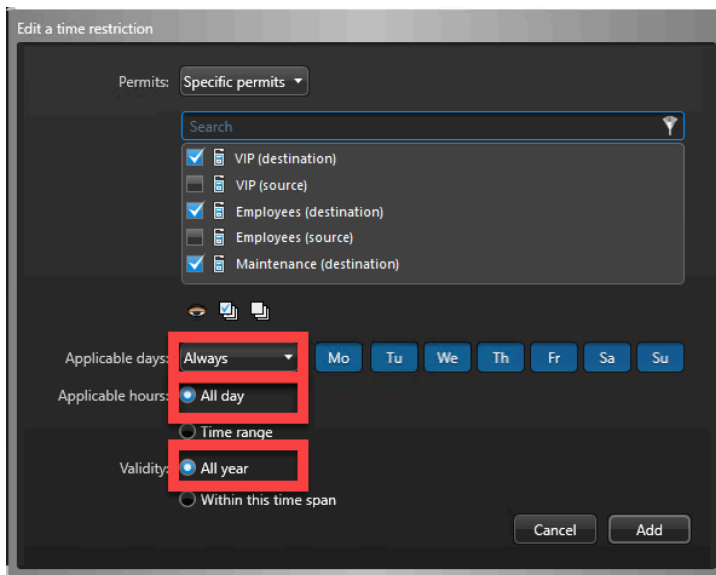 Edit a time restriction
Permits: Specific permits
Search
VIP (destination)
VIP (source)
Employees (destination)
Employees (source)
Maintenance (destination)
Applicable days: Always Mo Tu We Th Fr Sa Su
Applicable hours: All day
Time range
Validity: All year
Within this time span
Cancel Add